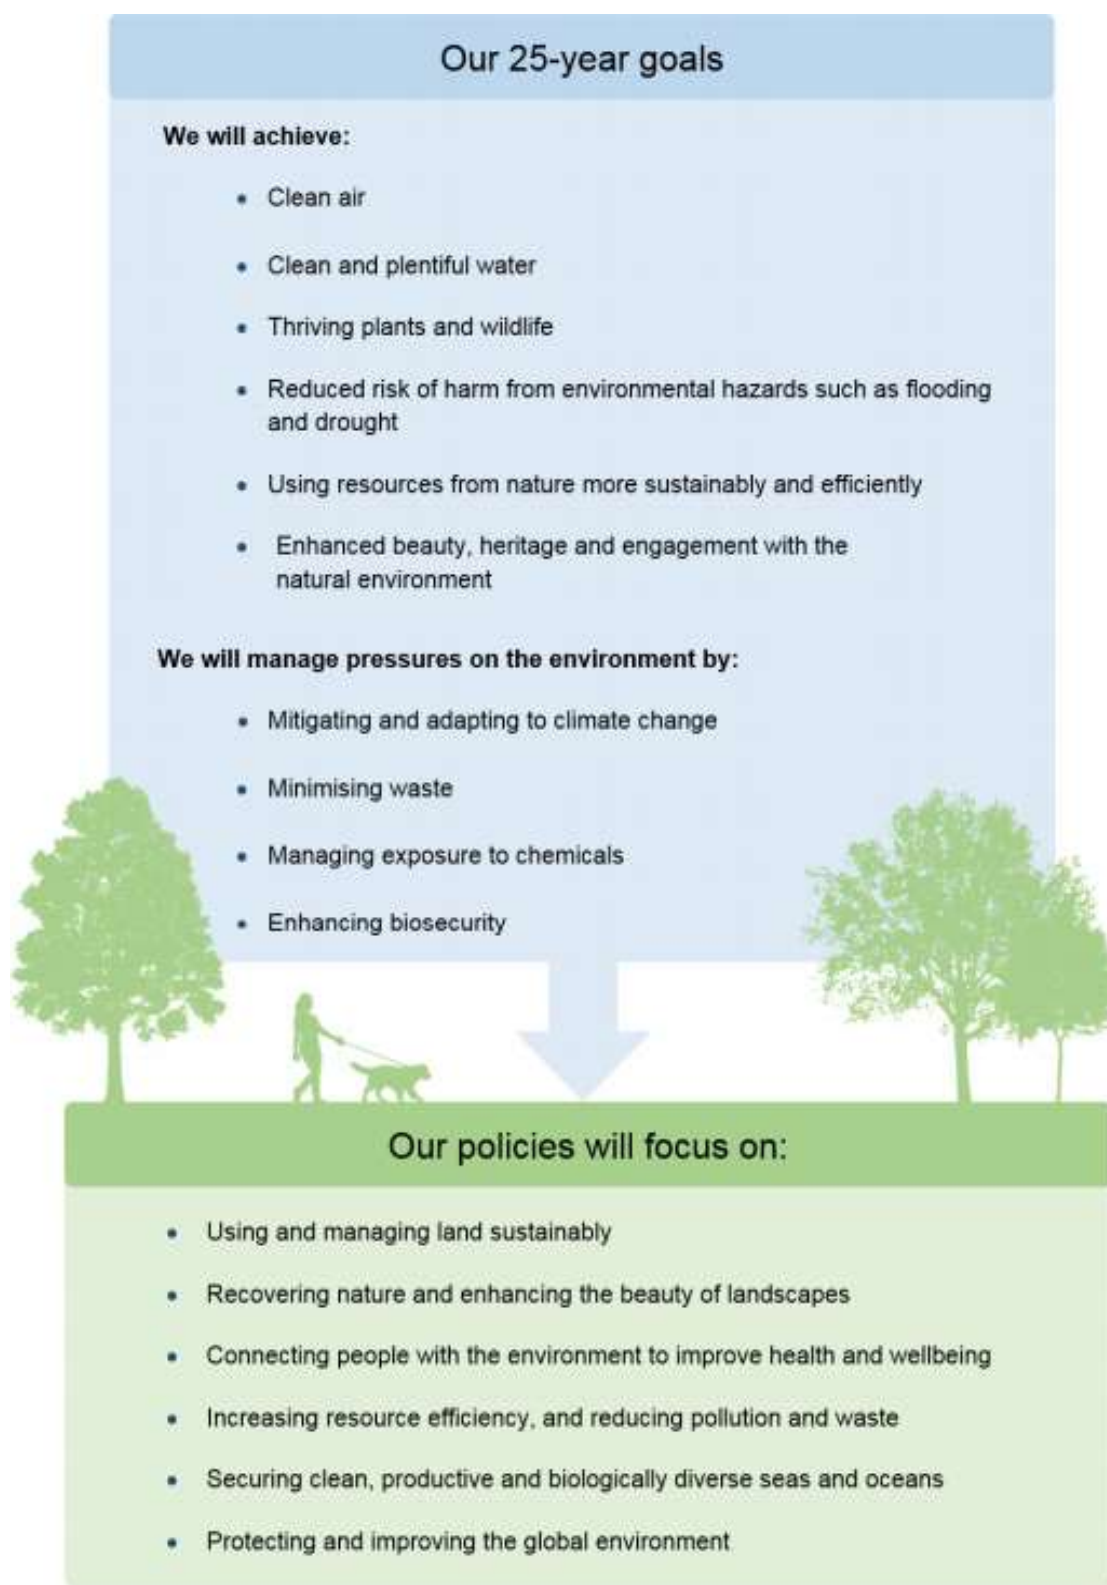 Our 25-year goals
We will achieve:
• Clean air
• Clean and plentiful water
• Thriving plants and wildlife
• Reduced risk of harm from environmental hazards such as flooding
and drought
• Using resources from nature more sustainably and efficiently
• Enhanced beauty, heritage and engagement with the
natural environment
We will manage pressures on the environment by:
• Mitigating and adapting to climate change
• Minimising waste
• Managing exposure to chemicals
• Enhancing biosecurity
Our policies will focus on:
• Using and managing land sustainably
• Recovering nature and enhancing the beauty of landscapes
• Connecting people with the environment to improve health and wellbeing
• Increasing resource efficiency, and reducing pollution and waste
• Securing clean, productive and biologically diverse seas and oceans
• Protecting and improving the global environment